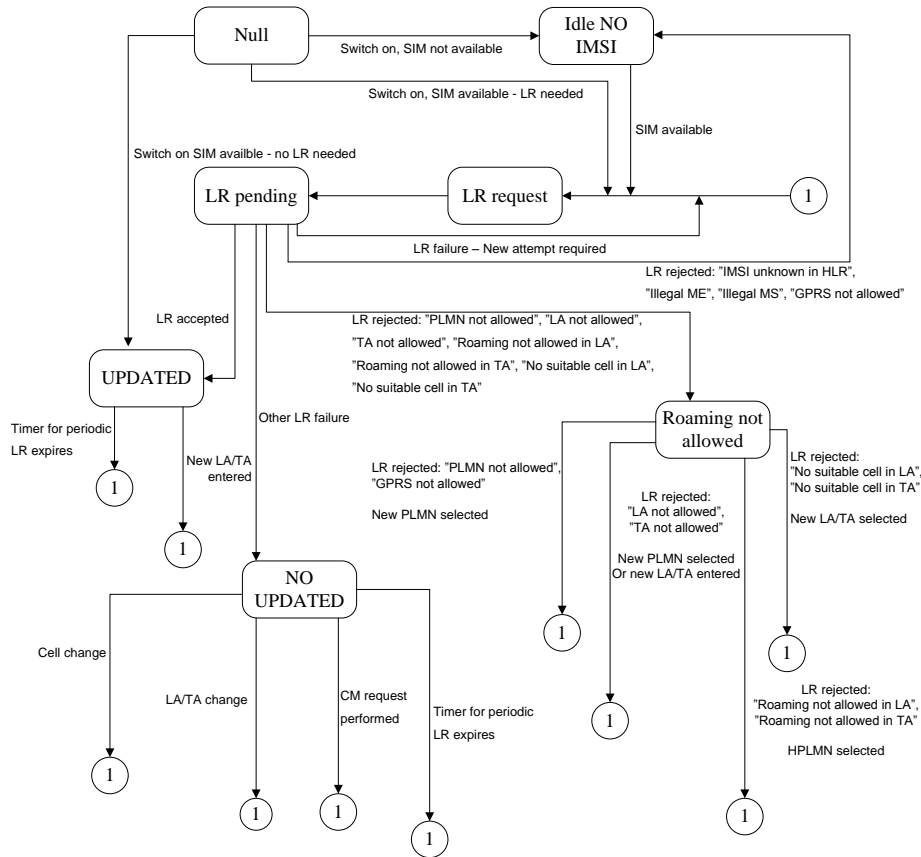 Null
Idle NO
IMSI
Switch on, SIM not available
Switch on, SIM available - LR needed
SIM available
Switch on SIM availble - no LR needed
LR pending
LR request
1
LR failure – New attempt required
LR rejected: ”IMSI unknown in HLR”,
”Illegal ME”, ”Illegal MS”, ”GPRS not allowed”
LR accepted
LR rejected: ”PLMN not allowed”, ”LA not allowed”,
”TA not allowed”, ”Roaming not allowed in LA”,
”Roaming not allowed in TA”, ”No suitable cell in LA”,
”No suitable cell in TA”
UPDATED
Other LR failure
Roaming not
allowed
Timer for periodic
LR expires
New LA/TA
entered
1
1
LR rejected: ”PLMN not allowed”,
”GPRS not allowed”
New PLMN selected
LR rejected:
”LA not allowed”,
”TA not allowed”
New PLMN selected
Or new LA/TA entered
LR rejected:
”No suitable cell in LA”,
”No suitable cell in TA”
New LA/TA selected
NO
UPDATED
1
1
Cell change
LA/TA change
CM request
performed
Timer for periodic
LR expires
LR rejected:
”Roaming not allowed in LA”,
”Roaming not allowed in TA”
HPLMN selected
1
1
1
1
1
1